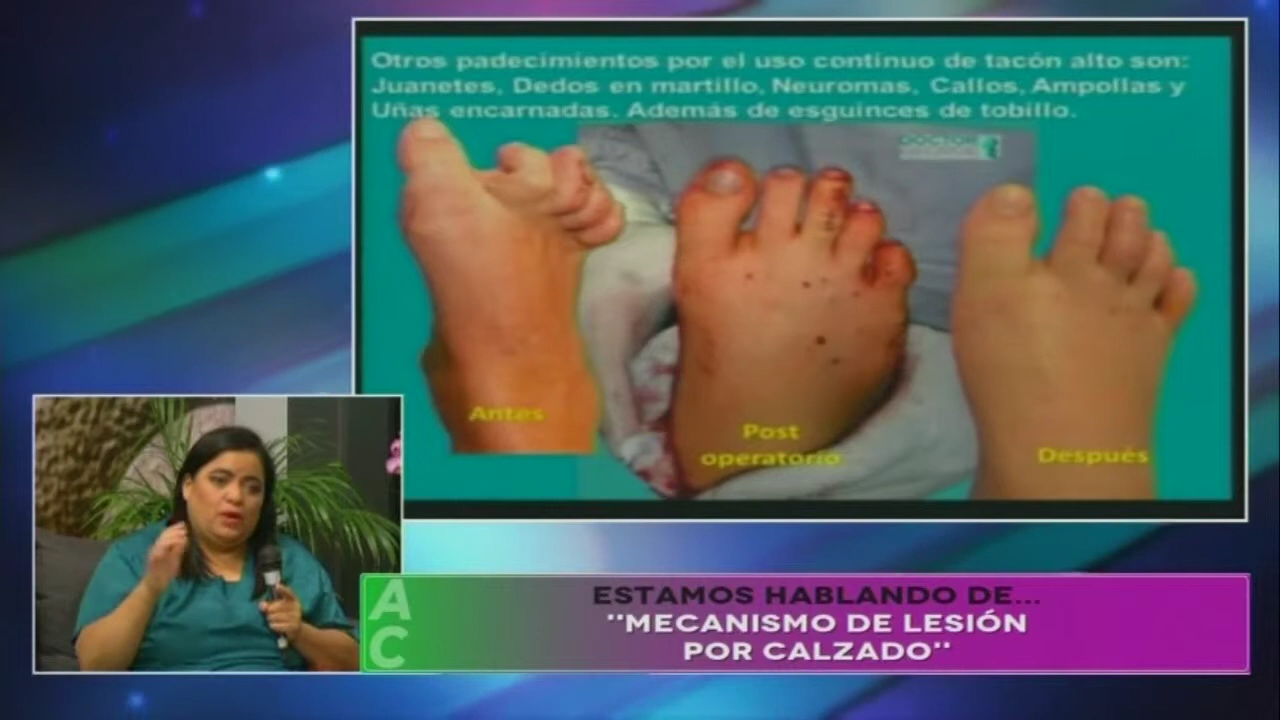 Otros padecimientos por el uso continuo de tacón alto son:
Juanetes, Dedos en martillo, Neuromas, Callos, Ampollas y
Uñas encarnadas. Además de esguinces de tobillo.
DOCTOR
Antes
Post
operatorio
Después
AC
ESTAMOS HABLANDO DE...
"MECANISMO DE LESIÓN
POR CALZADO"